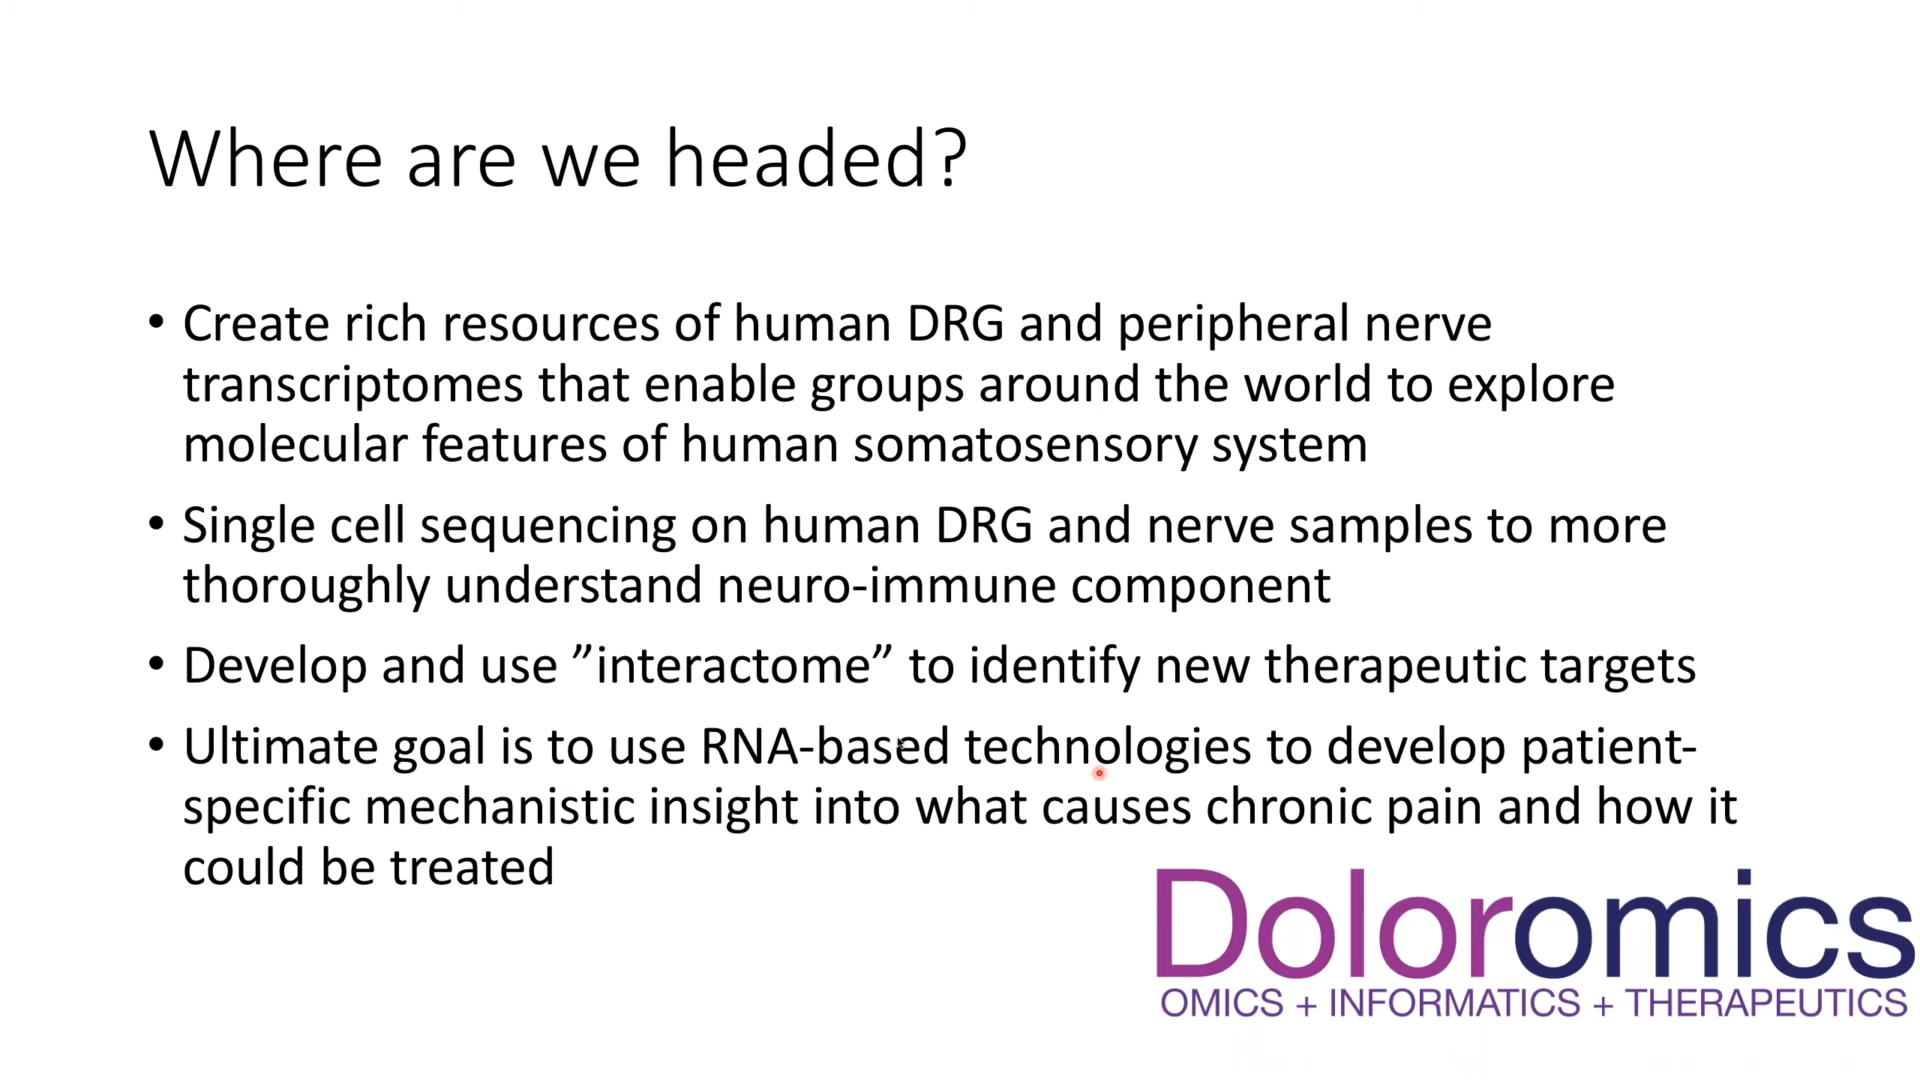 Where are we headed?
• Create rich resources of human DRG and peripheral nerve
transcriptomes that enable groups around the world to explore
molecular features of human somatosensory system
• Single cell sequencing on human DRG and nerve samples to more
thoroughly understand neuro-immune component
• Develop and use ”interactome” to identify new therapeutic targets
• Ultimate goal is to use RNA-based technologies to develop patient-
specific mechanistic insight into what causes chronic pain and how it
could be treated
Doloromics
OMICS + INFORMATICS + THERAPEUTICS